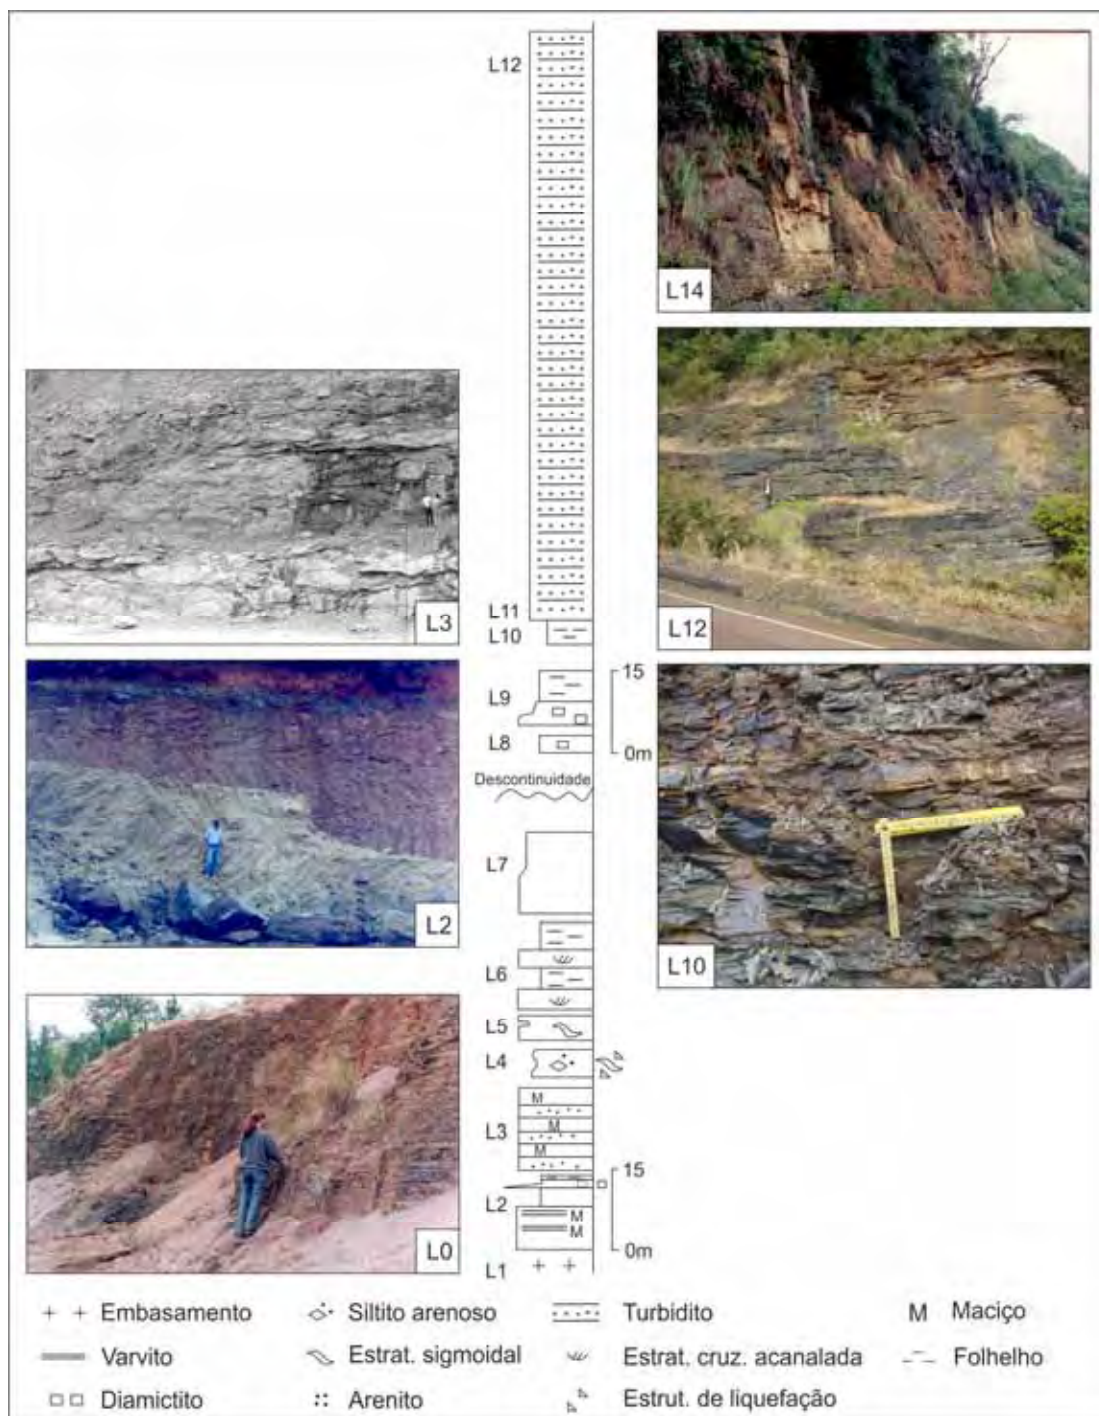 L12
L14
L3
L12
L11
L10
L9
15
L8
0m
Descontinuidade
L7
L2
L10
L6
L5
L4
M
L3
M
M
15
L2
M
M
L0
0m
L1
Embasamento
Siltito arenoso
Turbidito
M Maciço
Varvito
Estrat. sigmoidal
Estrat. cruz. acanalada
Folhelho
Diamictito
Arenito
Estrut. de liquefação